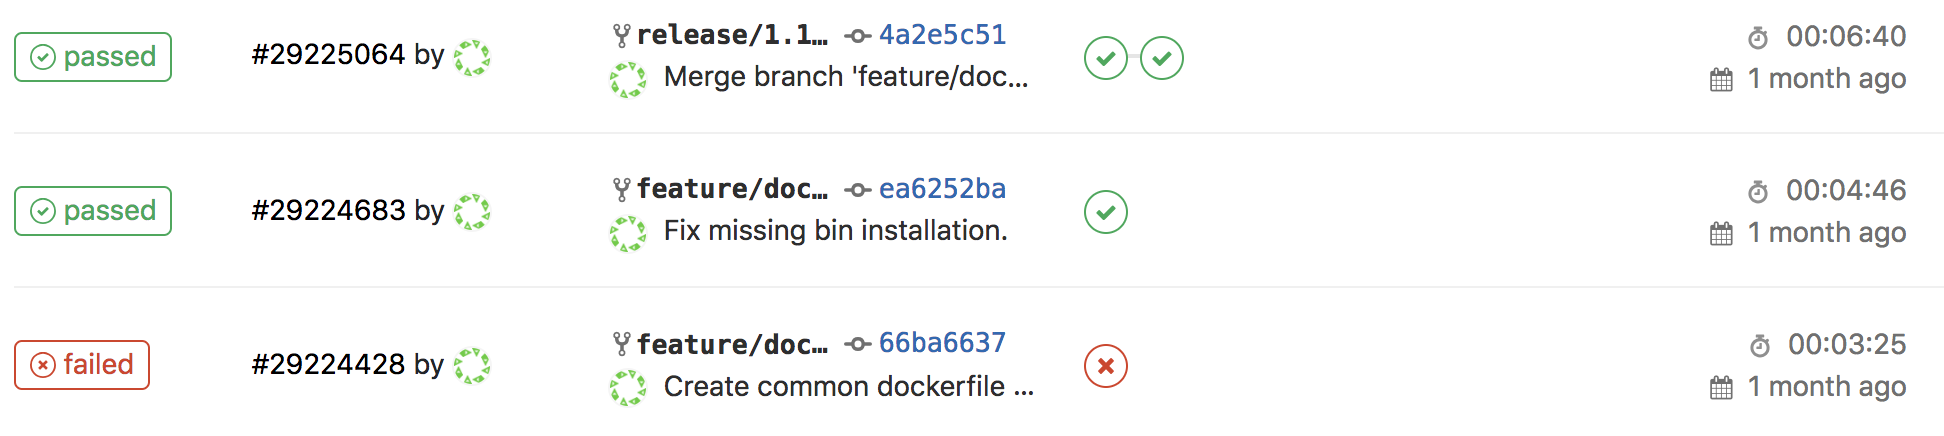 passed #29225064 by release/1.1… 4a2e5c51 00:06:40
Merge branch 'feature/doc... 1 month ago
passed #29224683 by feature/doc… ea6252ba 00:04:46
Fix missing bin installation. 1 month ago
failed #29224428 by feature/doc… 66ba6637 00:03:25
Create common dockerfile ... 1 month ago